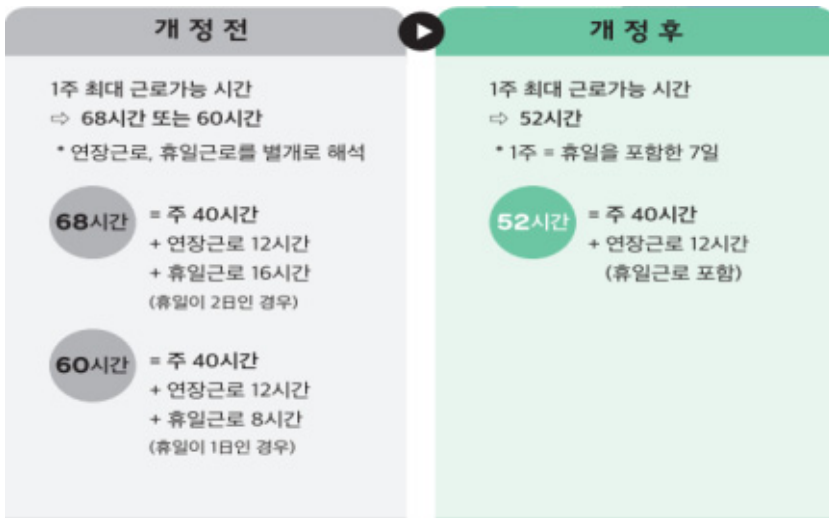 개 정 전
1주 최대 근로가능 시간
⇨ 68시간 또는 60시간
* 연장근로, 휴일근로를 별개로 해석
68시간 = 주 40시간
+ 연장근로 12시간
+ 휴일근로 16시간
(휴일이 2日인 경우)
60시간 = 주 40시간
+ 연장근로 12시간
+ 휴일근로 8시간
(휴일이 1日인 경우)
개 정 후
1주 최대 근로가능 시간
⇨ 52시간
* 1주 = 휴일을 포함한 7일
52시간 = 주 40시간
+ 연장근로 12시간
(휴일근로 포함)